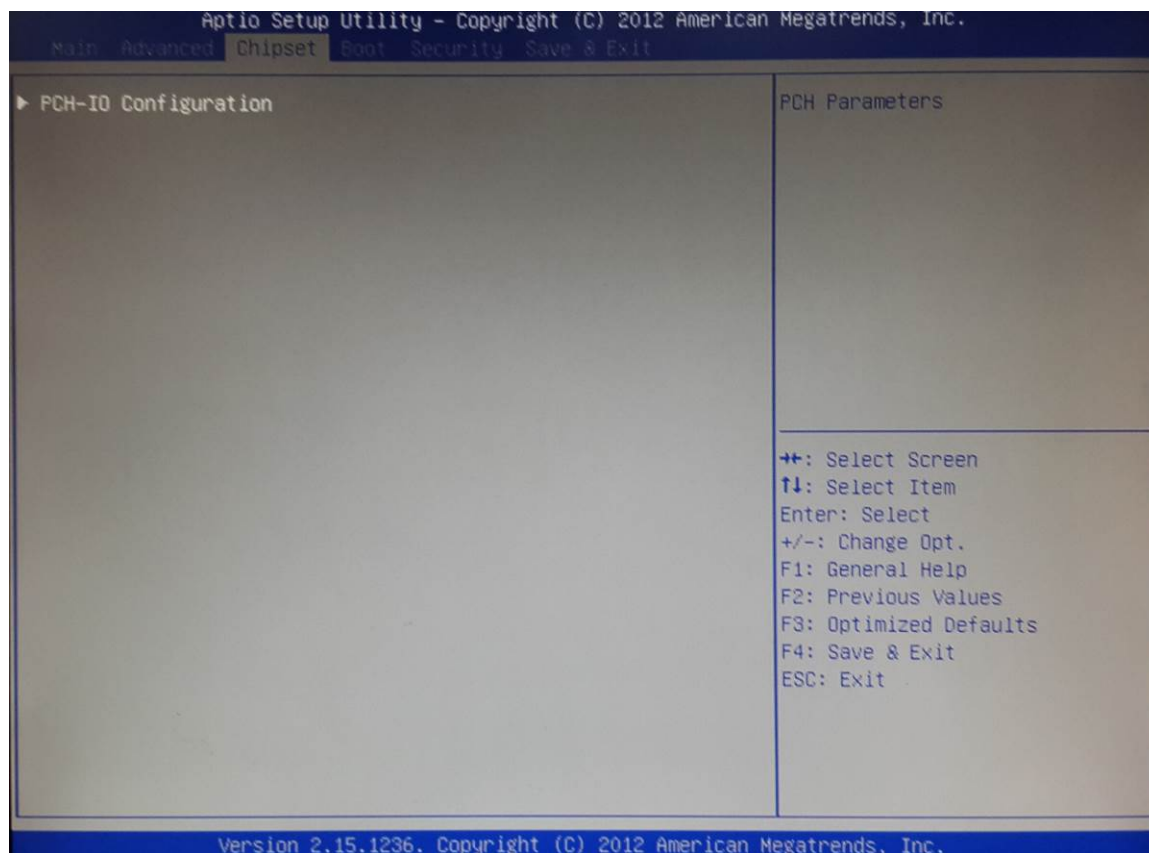 Aptio Setup Utility - Copyright (C) 2012 American Megatrends, Inc.
Main Advanced Chipset Boot Security Save & Exit
▶ PCH-IO Configuration
PCH Parameters
→←: Select Screen
↑↓: Select Item
Enter: Select
+/-: Change Opt.
F1: General Help
F2: Previous Values
F3: Optimized Defaults
F4: Save & Exit
ESC: Exit
Version 2.15.1236. Copyright (C) 2012 American Megatrends, Inc.